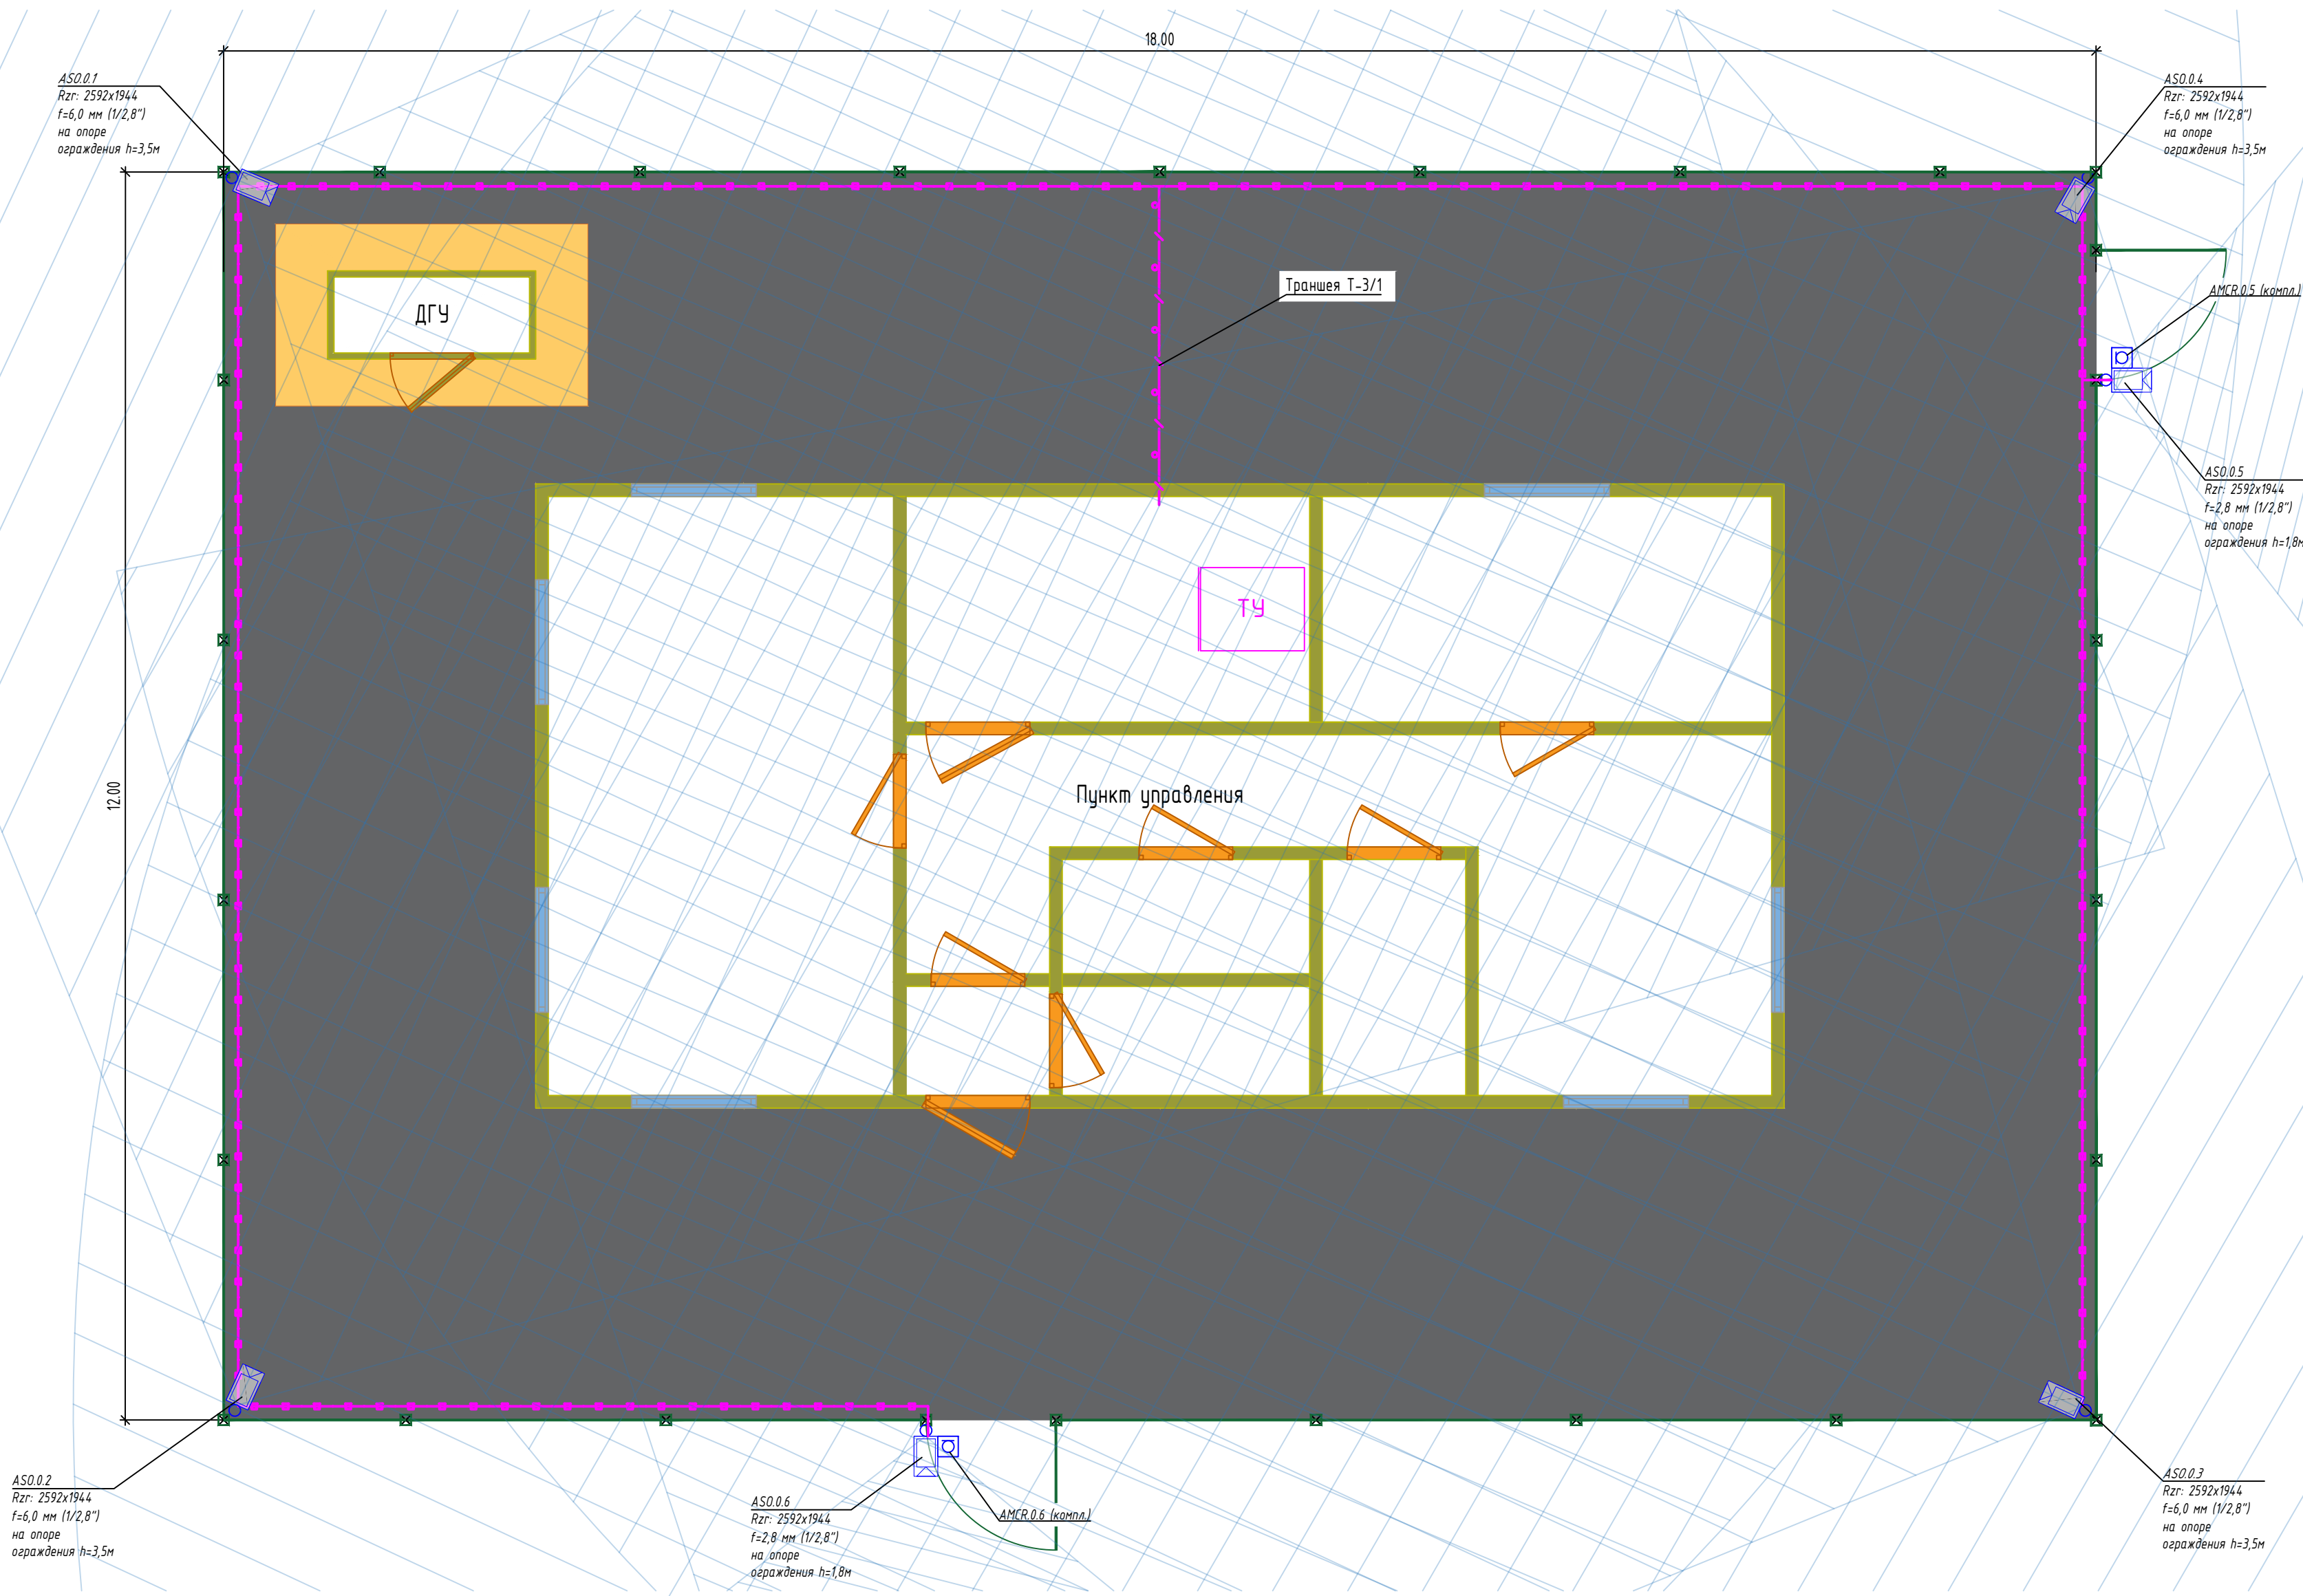 18.00
ASO.0.1
Rzr: 2592x1944
f=6,0 мм (1/2,8")
на опоре
ограждения h=3,5м
ASO.0.4
Rzr: 2592x1944
f=6,0 мм (1/2,8")
на опоре
ограждения h=3,5м
ДГУ
Траншея Т-3/1
AMCR.0.5 (компл.)
ASO.0.5
Rzr: 2592x1944
f=2,8 мм (1/2,8")
на опоре
ограждения h=1,8м
ТУ
12.00
Пункт управления
ASO.0.2
Rzr: 2592x1944
f=6,0 мм (1/2,8")
на опоре
ограждения h=3,5м
ASO.0.6
Rzr: 2592x1944
f=2,8 мм (1/2,8")
на опоре
ограждения h=1,8м
AMCR.0.6 (компл.)
ASO.0.3
Rzr: 2592x1944
f=6,0 мм (1/2,8")
на опоре
ограждения h=3,5м